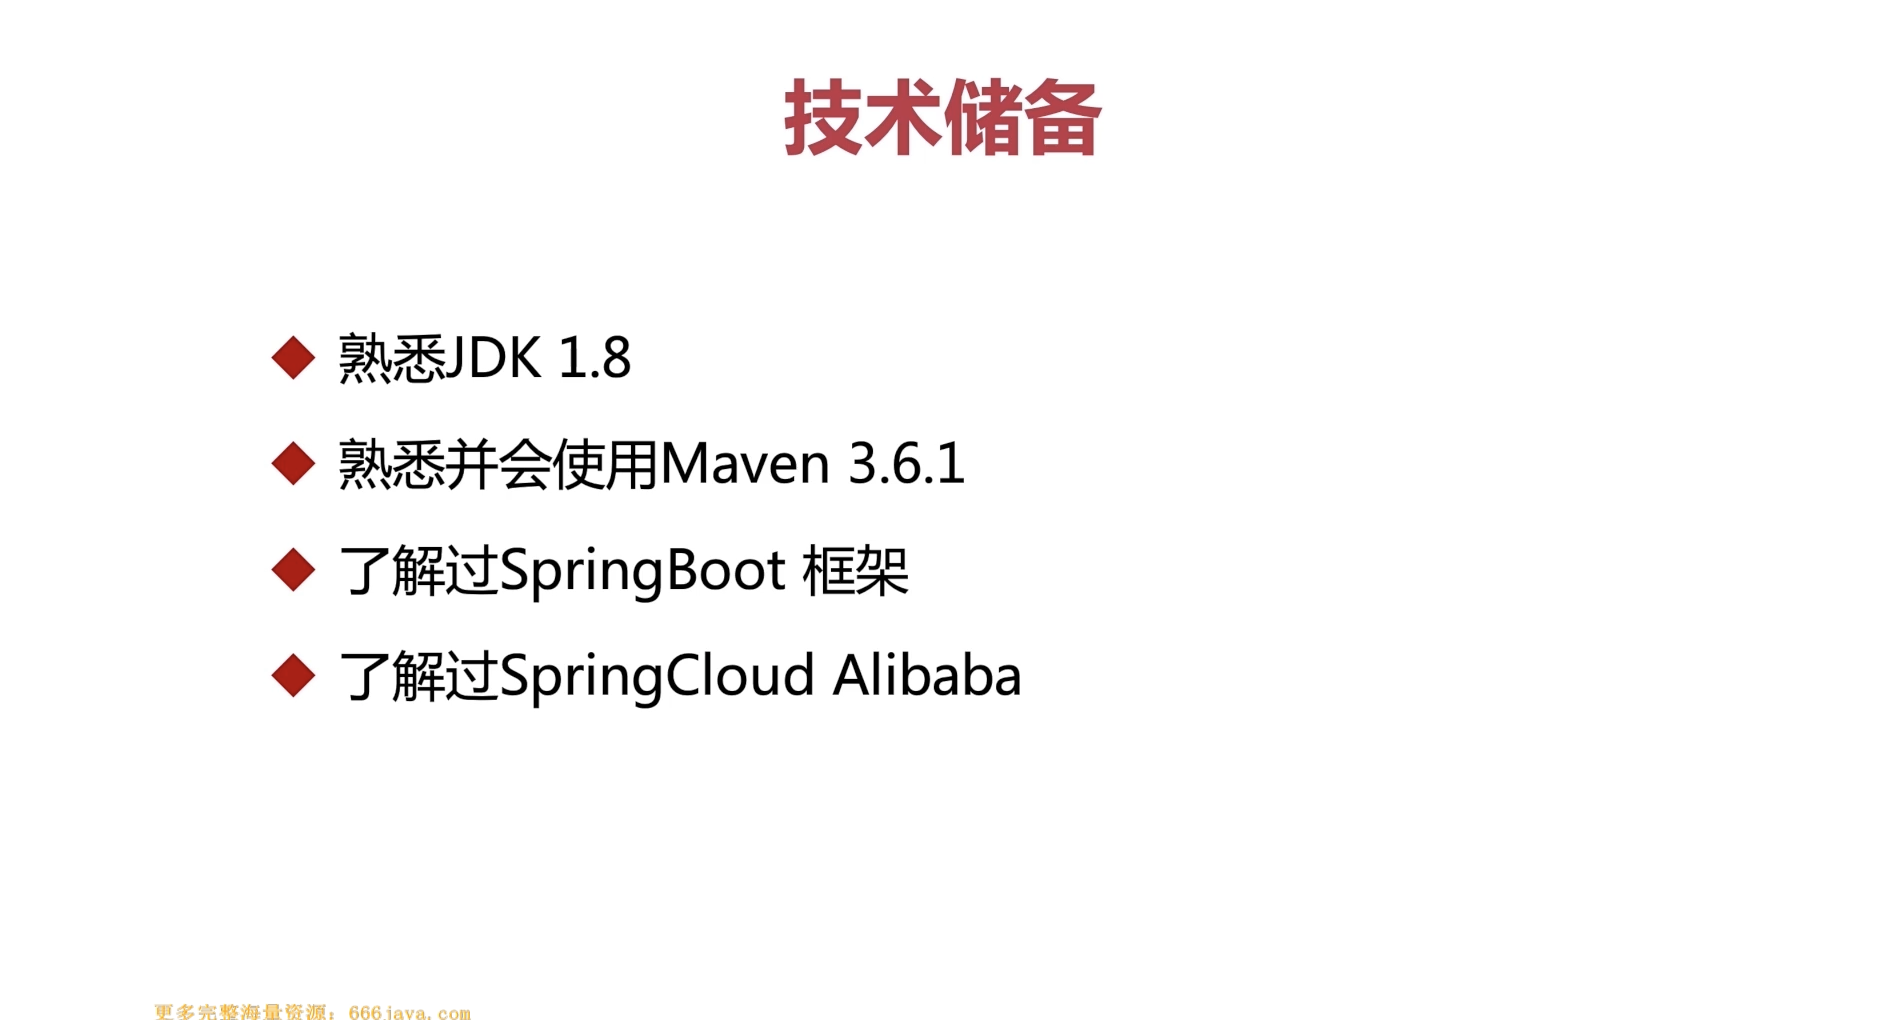 技术储备
熟悉JDK 1.8
熟悉并会使用Maven 3.6.1
了解过SpringBoot 框架
了解过SpringCloud Alibaba
更多完整海量资源：666java.com